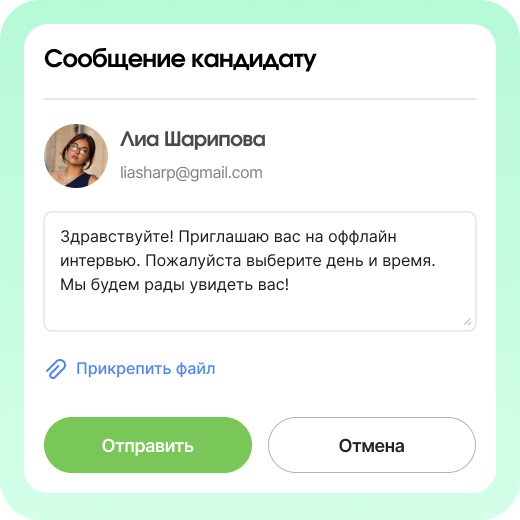 Сообщение кандидату
Лиа Шарипова
liasharp@gmail.com
Здравствуйте! Приглашаю вас на оффлайн
интервью. Пожалуйста выберите день и время.
Мы будем рады увидеть вас!
Прикрепить файл
Отправить
Отмена